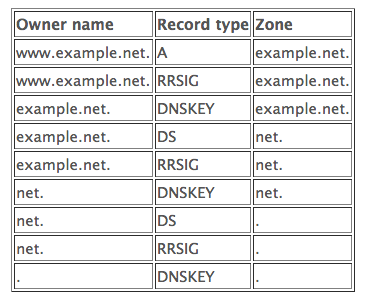 Owner name Record type Zone
www.example.net. A example.net.
www.example.net. RRSIG example.net.
example.net. DNSKEY example.net.
example.net. DS net.
example.net. RRSIG net.
net. DNSKEY net.
net. DS .
net. RRSIG .
. DNSKEY .